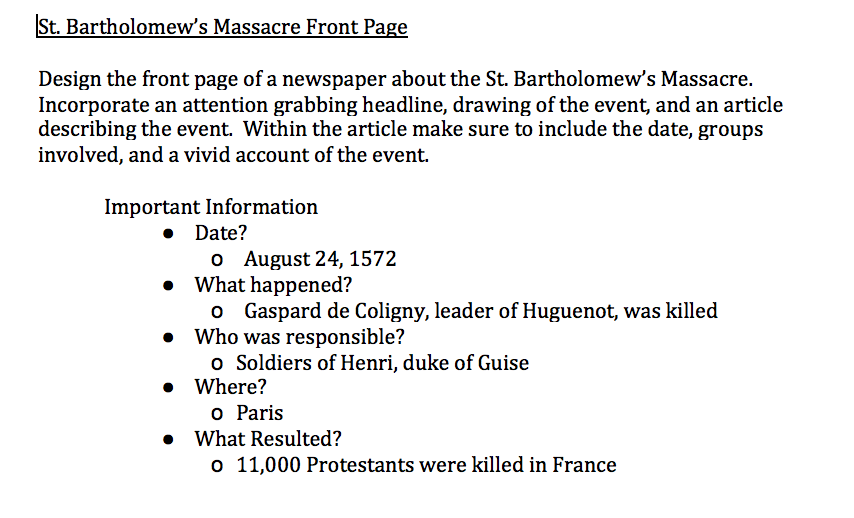 St. Bartholomew's Massacre Front Page
Design the front page of a newspaper about the St. Bartholomew's Massacre.
Incorporate an attention grabbing headline, drawing of the event, and an article
describing the event.  Within the article make sure to include the date, groups
involved, and a vivid account of the event.
Important Information
● Date?
o August 24, 1572
● What happened?
o Gaspard de Coligny, leader of Huguenot, was killed
● Who was responsible?
o Soldiers of Henri, duke of Guise
● Where?
o Paris
● What Resulted?
o 11,000 Protestants were killed in France